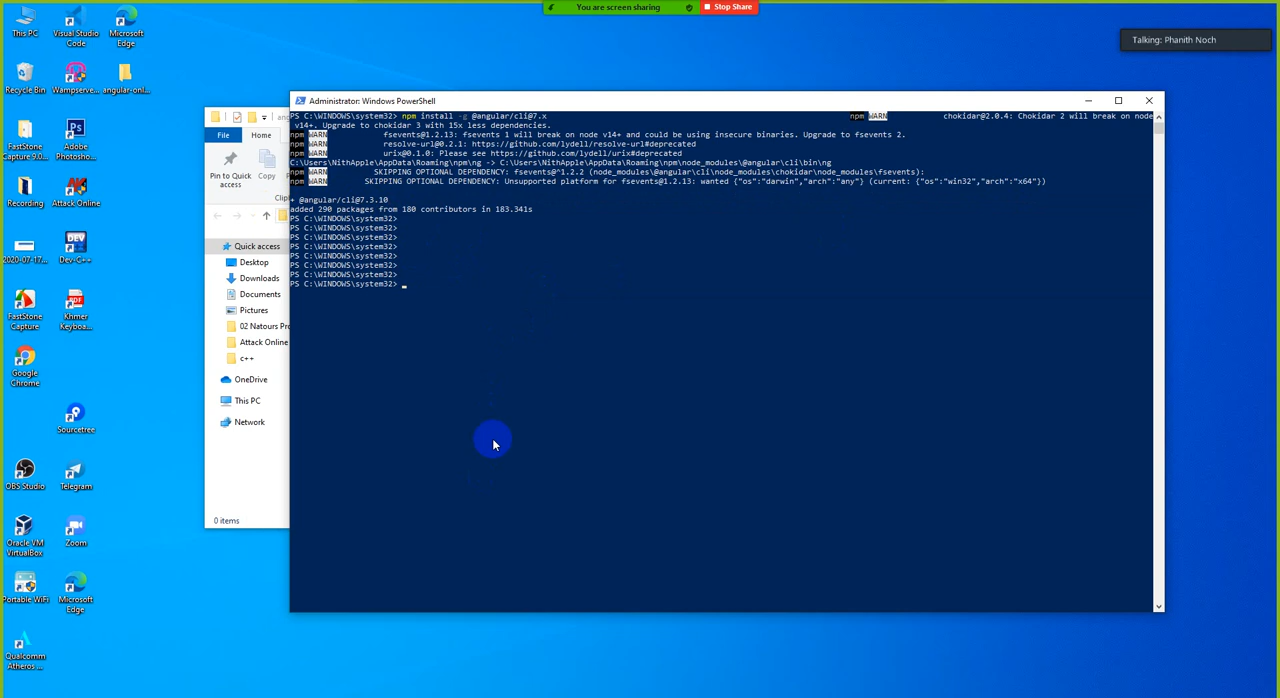 You are screen sharing
Stop Share
Talking: Phanith Noch
This PC
Visual Studio Code
Microsoft Edge
Recycle Bin
Wampserve...
angular-onl...
FastStone Capture 9.0...
Adobe Photosho...
Recording
Attack Online
2020-07-17...
Dev-C++
FastStone Capture
Khmer Keyboa...
Google Chrome
Sourcetree
OBS Studio
Telegram
Oracle VM VirtualBox
Zoom
Portable WiFi
Microsoft Edge
Qualcomm Atheros ...
File
Home
Pin to Quick access
Copy
Quick access
Desktop
Downloads
Documents
Pictures
02 Natours Pr
Attack Online
c++
OneDrive
This PC
Network
0 items
Administrator: Windows PowerShell
PS C:\WINDOWS\system32> npm install -g @angular/cli@7.x npm WARN chokidar@2.0.4: Chokidar 2 will break on node
v14+. Upgrade to chokidar 3 with 15x less dependencies.
npm WARN fsevents@1.2.13: fsevents 1 will break on node v14+ and could be using insecure binaries. Upgrade to fsevents 2.
npm WARN resolve-url@0.2.1: https://github.com/lydell/resolve-url#deprecated
npm WARN urix@0.1.0: Please see https://github.com/lydell/urix#deprecated
C:\Users\NithApple\AppData\Roaming\npm\ng -> C:\Users\NithApple\AppData\Roaming\npm\node_modules\@angular\cli\bin\ng
npm WARN SKIPPING OPTIONAL DEPENDENCY: fsevents@^1.2.2 (node_modules\@angular\cli\node_modules\chokidar\node_modules\fsevents):
npm WARN SKIPPING OPTIONAL DEPENDENCY: Unsupported platform for fsevents@1.2.13: wanted {"os":"darwin","arch":"any"} (current: {"os":"win32","arch":"x64"})
+ @angular/cli@7.3.10
added 290 packages from 180 contributors in 183.341s
PS C:\WINDOWS\system32>
PS C:\WINDOWS\system32>
PS C:\WINDOWS\system32>
PS C:\WINDOWS\system32>
PS C:\WINDOWS\system32>
PS C:\WINDOWS\system32>
PS C:\WINDOWS\system32>
PS C:\WINDOWS\system32>